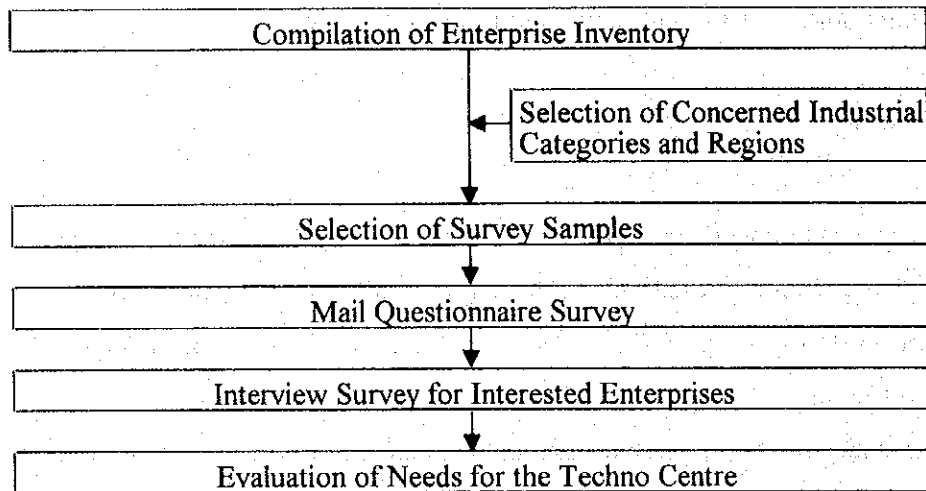 Compilation of Enterprise Inventory
Selection of Concerned Industrial
Categories and Regions
Selection of Survey Samples
Mail Questionnaire Survey
Interview Survey for Interested Enterprises
Evaluation of Needs for the Techno Centre